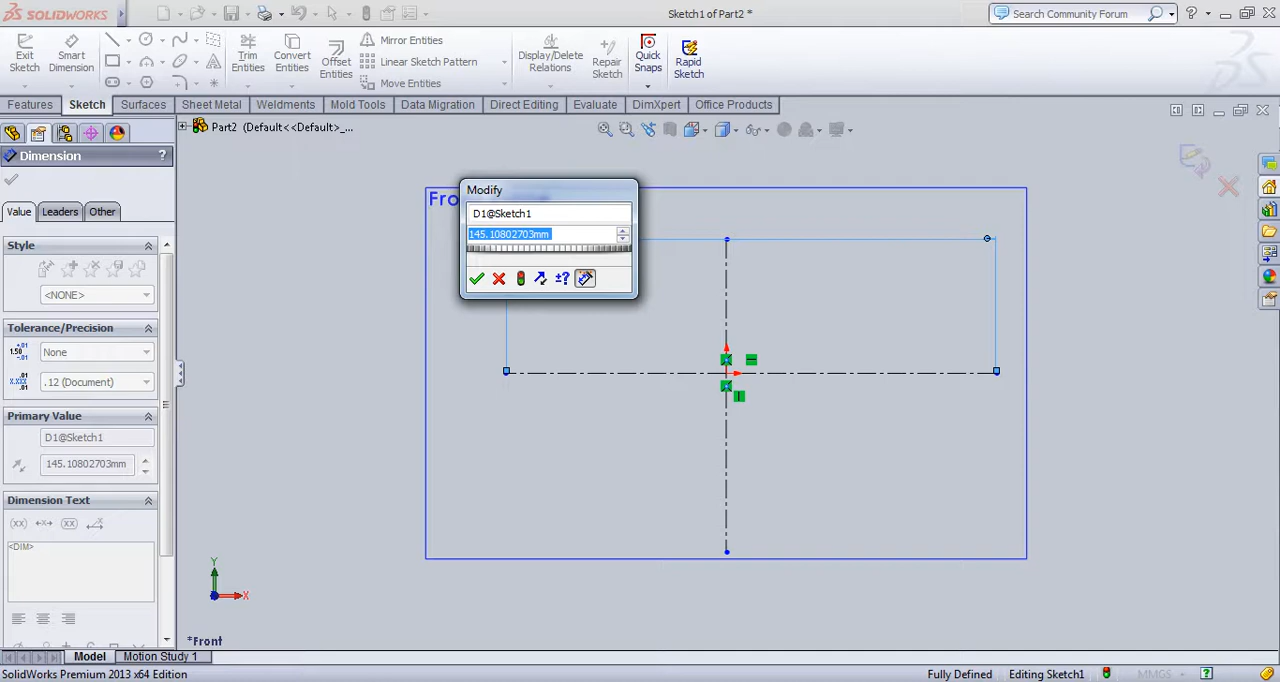 SOLIDWORKS
Sketch1 of Part2 *
Search Community Forum
?
Exit Sketch
Smart Dimension
Trim Entities
Convert Entities
Offset Entities
Mirror Entities
Linear Sketch Pattern
Move Entities
Display/Delete Relations
Repair Sketch
Quick Snaps
Rapid Sketch
Features
Sketch
Surfaces
Sheet Metal
Weldments
Mold Tools
Data Migration
Direct Editing
Evaluate
DimXpert
Office Products
Part2 (Default<<Default>_...
Dimension
?
Value
Leaders
Other
Style
<NONE>
Tolerance/Precision
None
.12 (Document)
Primary Value
D1@Sketch1
145.10802703mm
Dimension Text
<DIM>
Modify
D1@Sketch1
145.10802703mm
±?
Y
X
*Front
Model
Motion Study 1
SolidWorks Premium 2013 x64 Edition
Fully Defined
Editing Sketch1
MMGS
?